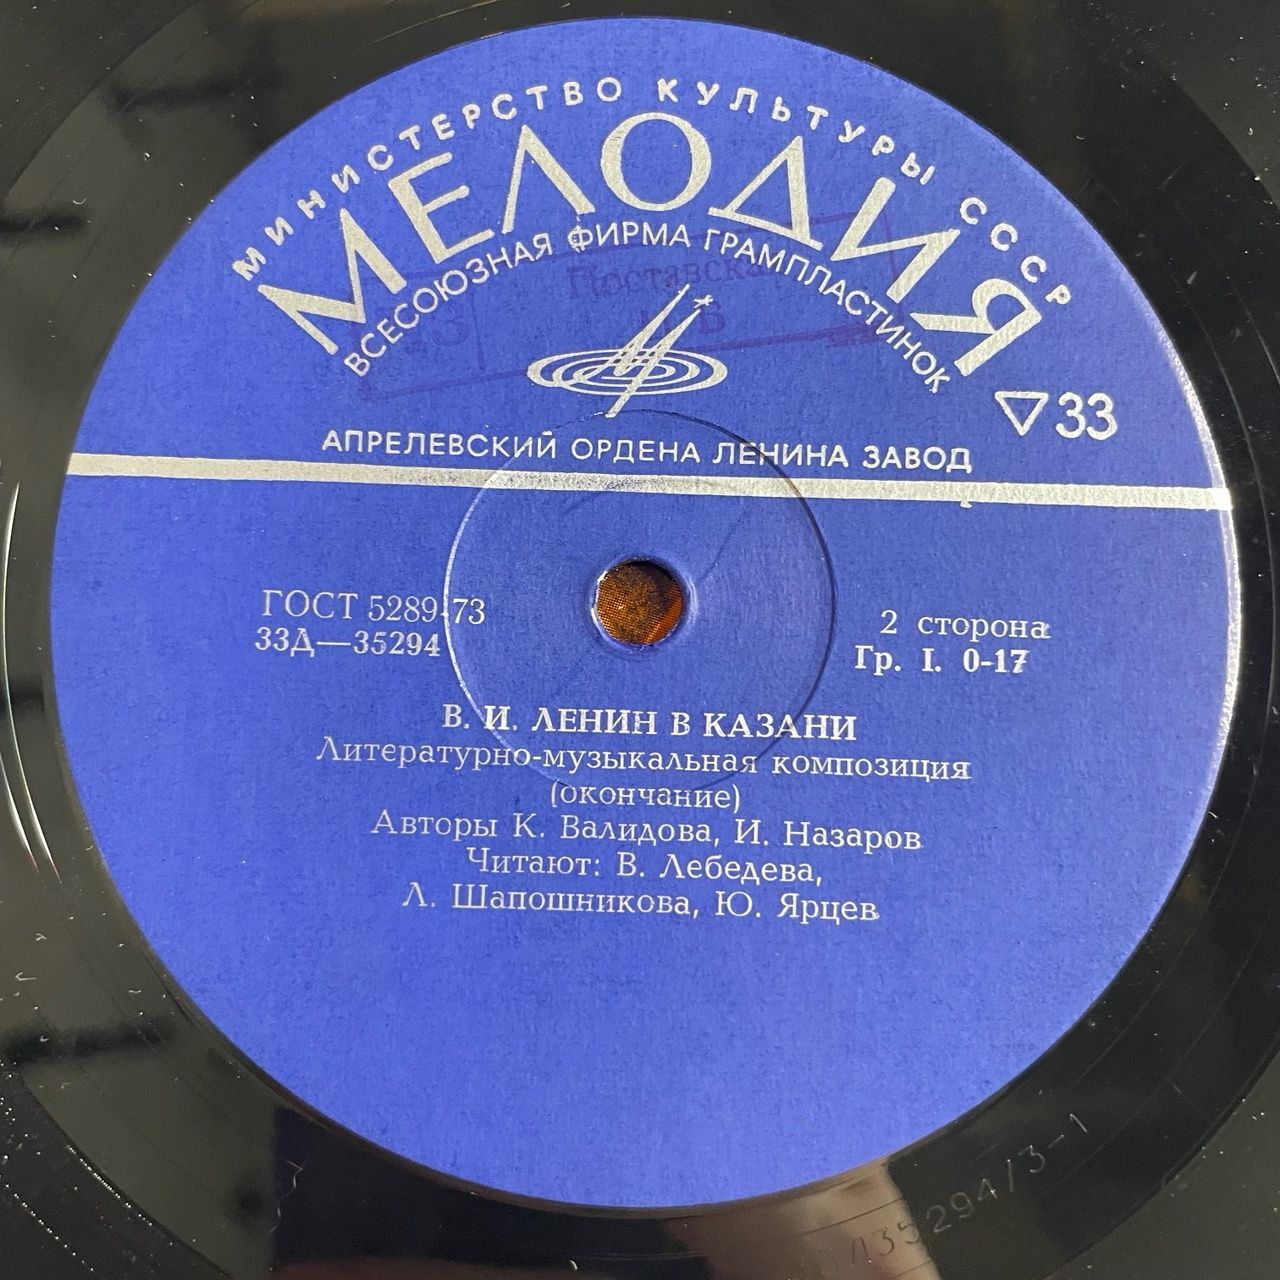 МИНИСТЕРСТВО КУЛЬТУРЫ СССР
МЕЛОДИЯ
ВСЕСОЮЗНАЯ ФИРМА ГРАМПЛАСТИНОК
33
АПРЕЛЕВСКИЙ ОРДЕНА ЛЕНИНА ЗАВОД
ГОСТ 5289-73
33Д—35294
2 сторона
Гр. I. 0-17
В. И. ЛЕНИН В КАЗАНИ
Литературно-музыкальная композиция
(окончание)
Авторы К. Валидова, И. Назаров
Читают: В. Лебедева,
Л. Шапошникова, Ю. Ярцев
35294/3-1